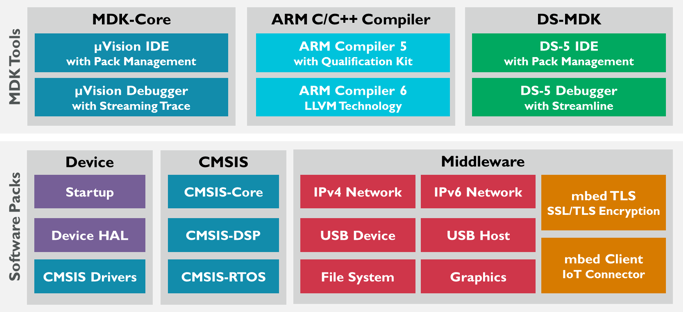 MDK Tools
MDK-Core
µVision IDE
with Pack Management
µVision Debugger
with Streaming Trace
ARM C/C++ Compiler
ARM Compiler 5
with Qualification Kit
ARM Compiler 6
LLVM Technology
DS-MDK
DS-5 IDE
with Pack Management
DS-5 Debugger
with Streamline
Software Packs
Device
Startup
Device HAL
CMSIS Drivers
CMSIS
CMSIS-Core
CMSIS-DSP
CMSIS-RTOS
Middleware
IPv4 Network
IPv6 Network
USB Device
USB Host
File System
Graphics
mbed TLS
SSL/TLS Encryption
mbed Client
IoT Connector